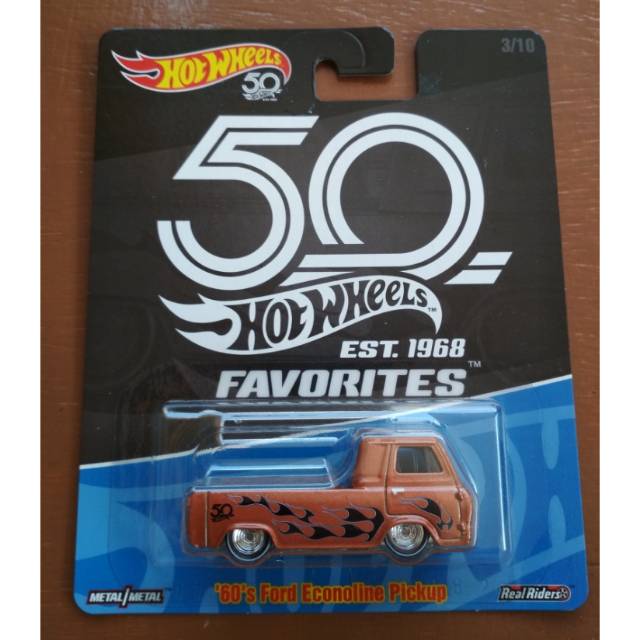 HOT WHEELS
50
3/10
50
HOT WHEELS™
EST. 1968
FAVORITES™
50
'60's Ford Econoline Pickup
METAL/METAL
Real Riders